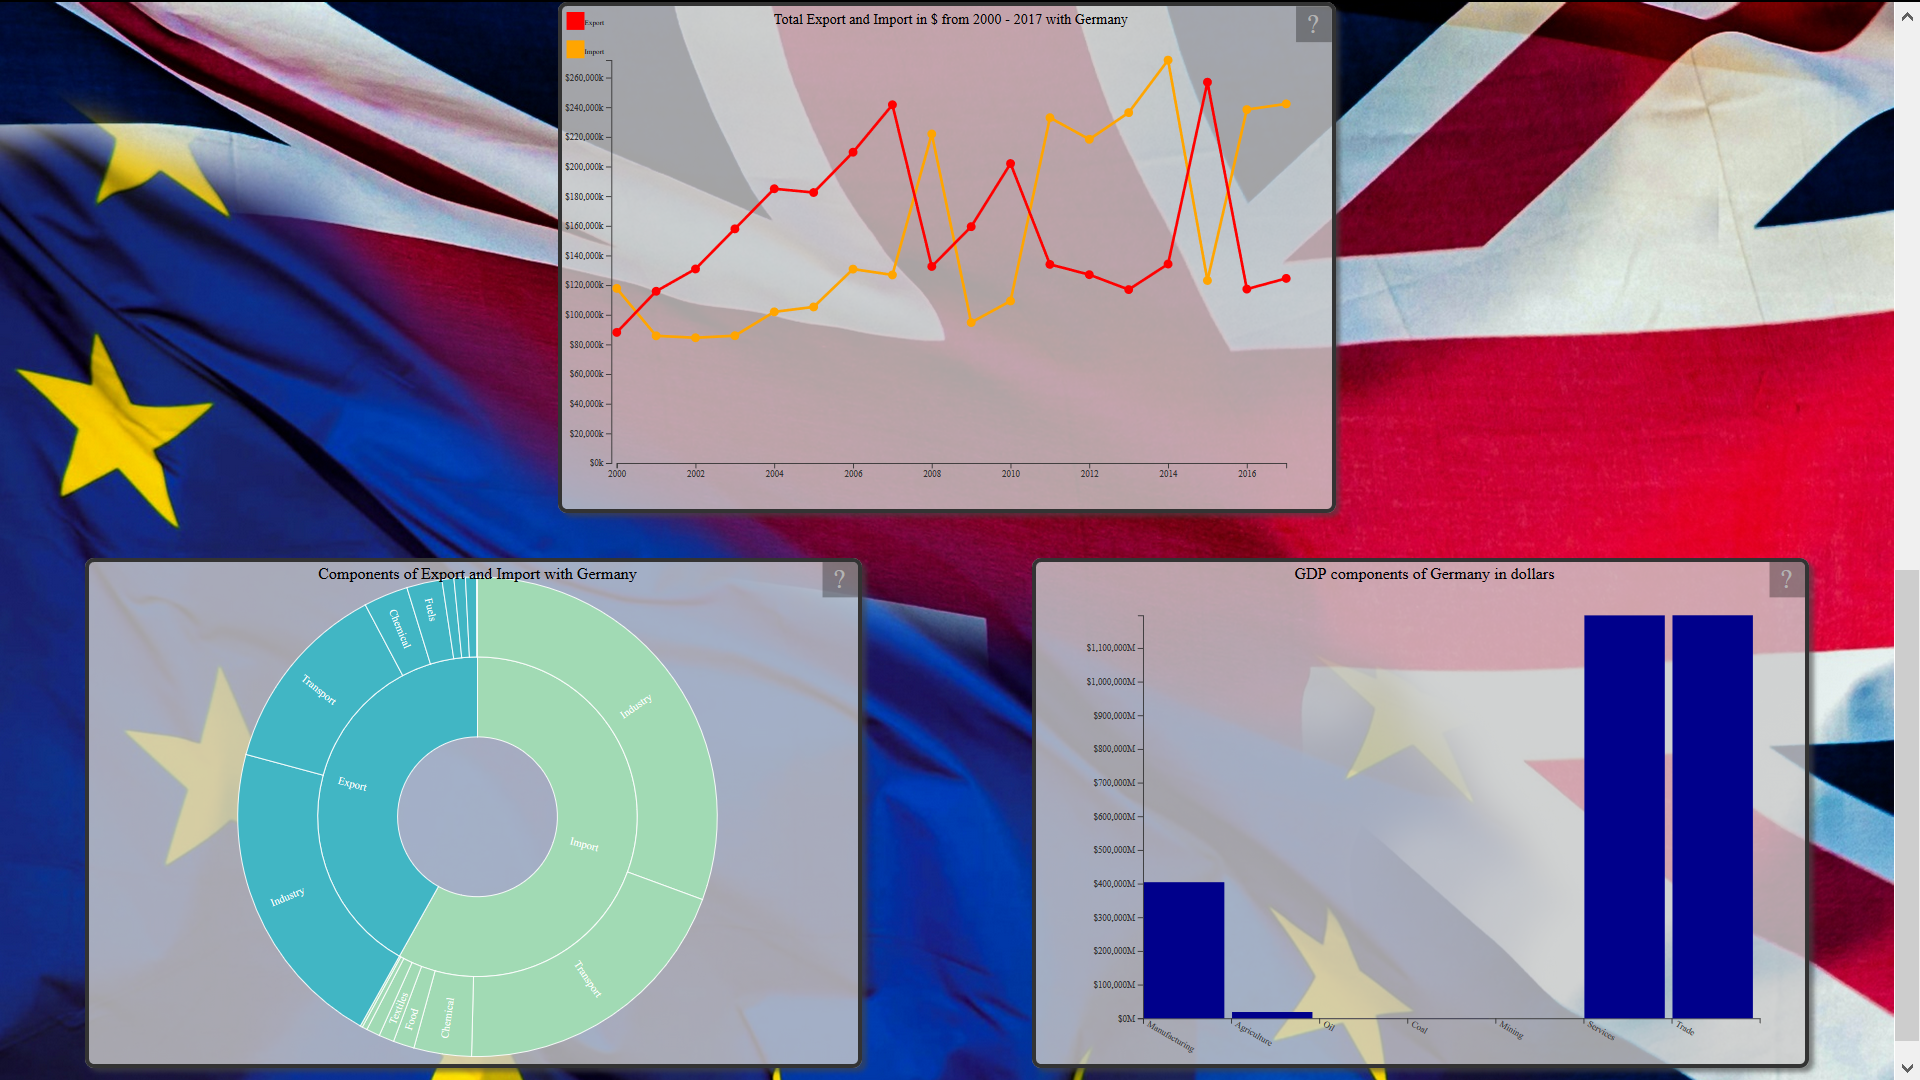 Total Export and Import in $ from 2000 - 2017 with Germany
?
Export
Import
$260,000k
$240,000k
$220,000k
$200,000k
$180,000k
$160,000k
$140,000k
$120,000k
$100,000k
$80,000k
$60,000k
$40,000k
$20,000k
$0k
2000 2002 2004 2006 2008 2010 2012 2014 2016
Components of Export and Import with Germany
?
Fuels
Chemical
Transport
Industry
Export
Import
Industry
Transport
Textiles
Food
Chemical
GDP components of Germany in dollars
?
$1,100,000M
$1,000,000M
$900,000M
$800,000M
$700,000M
$600,000M
$500,000M
$400,000M
$300,000M
$200,000M
$100,000M
$0M
Manufacturing Agriculture Oil Coal Mining Services Trade